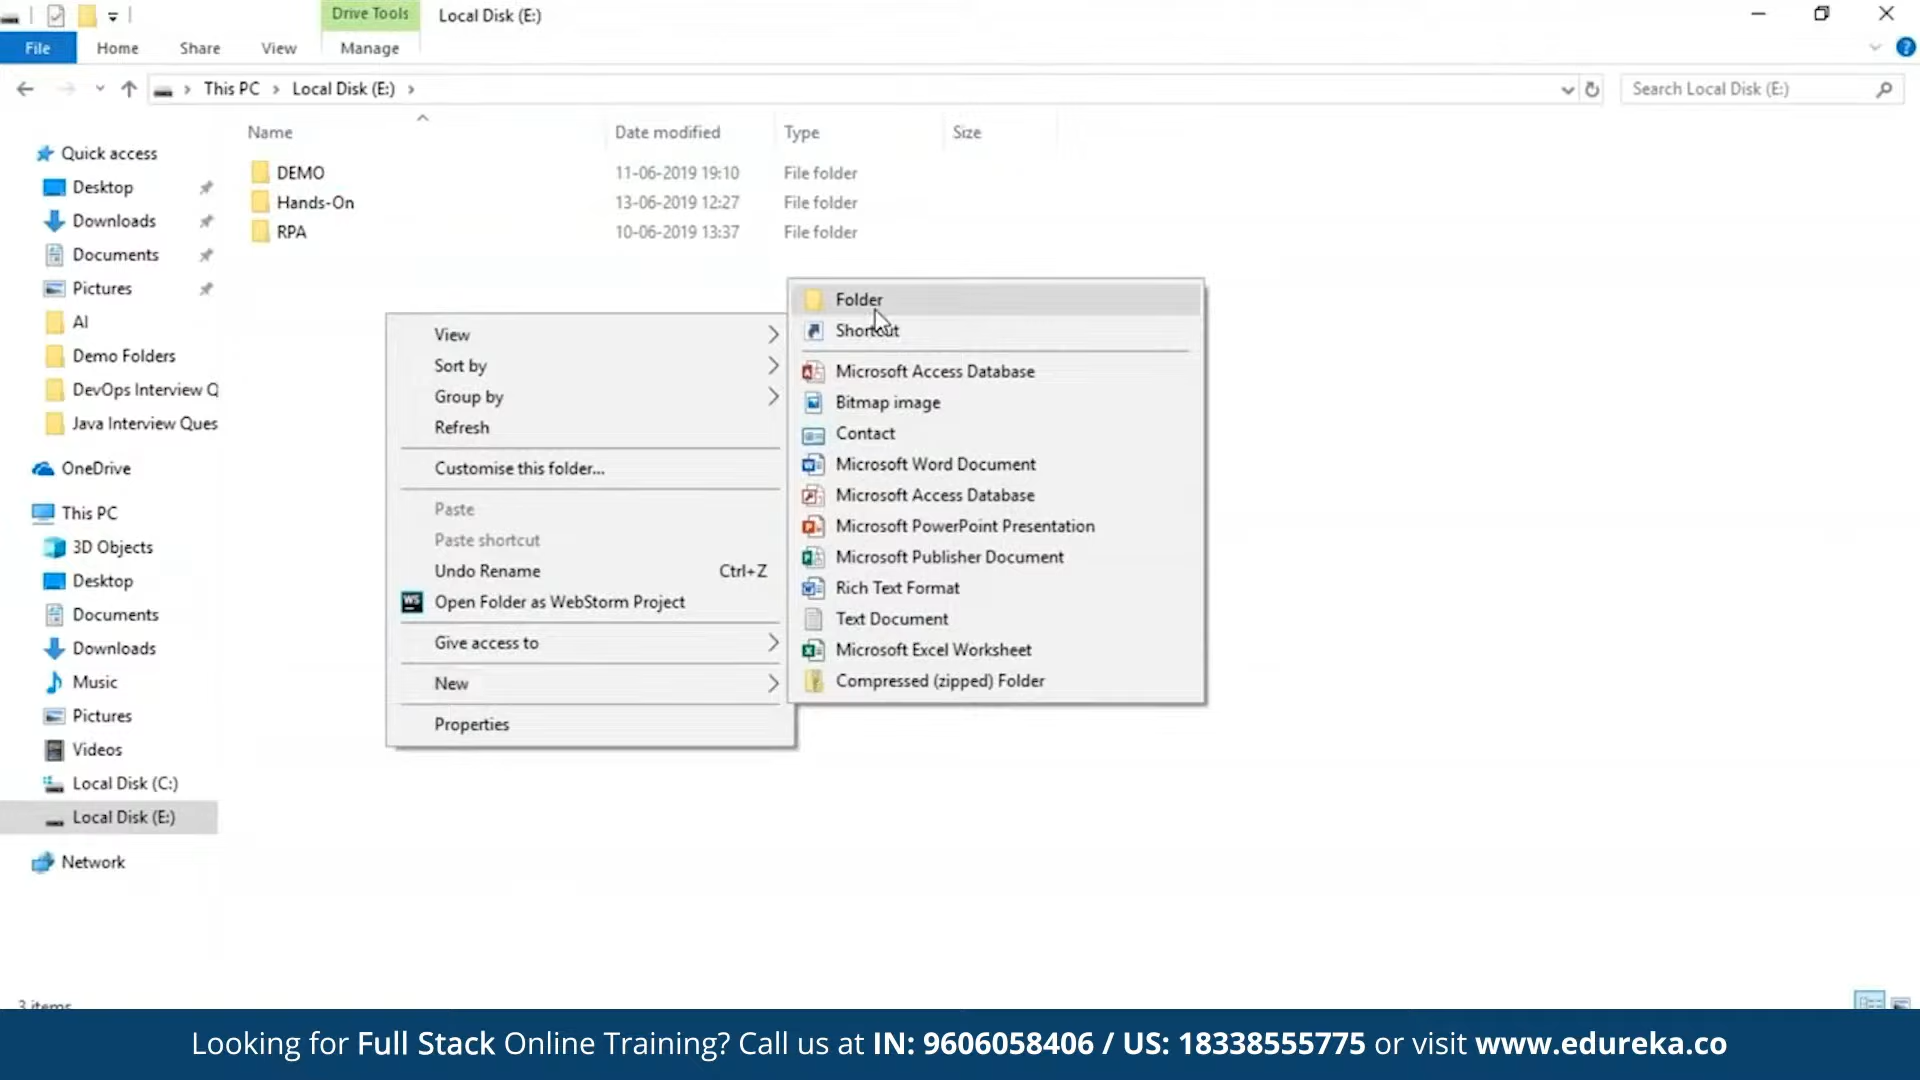 Drive Tools
Local Disk (E:)
File
Home
Share
View
Manage
This PC
Local Disk (E:)
Search Local Disk (E:)
Name
Date modified
Type
Size
DEMO
11-06-2019 19:10
File folder
Hands-On
13-06-2019 12:27
File folder
RPA
10-06-2019 13:37
File folder
Quick access
Desktop
Downloads
Documents
Pictures
AI
Demo Folders
DevOps Interview Q
Java Interview Ques
OneDrive
This PC
3D Objects
Desktop
Documents
Downloads
Music
Pictures
Videos
Local Disk (C:)
Local Disk (E:)
Network
View
Sort by
Group by
Refresh
Customise this folder...
Paste
Paste shortcut
Undo Rename Ctrl+Z
WS Open Folder as WebStorm Project
Give access to
New
Properties
Folder
Shortcut
Microsoft Access Database
Bitmap image
Contact
Microsoft Word Document
Microsoft Access Database
Microsoft PowerPoint Presentation
Microsoft Publisher Document
Rich Text Format
Text Document
Microsoft Excel Worksheet
Compressed (zipped) Folder
3 items
Looking for Full Stack Online Training? Call us at IN: 9606058406 / US: 18338555775 or visit www.edureka.co